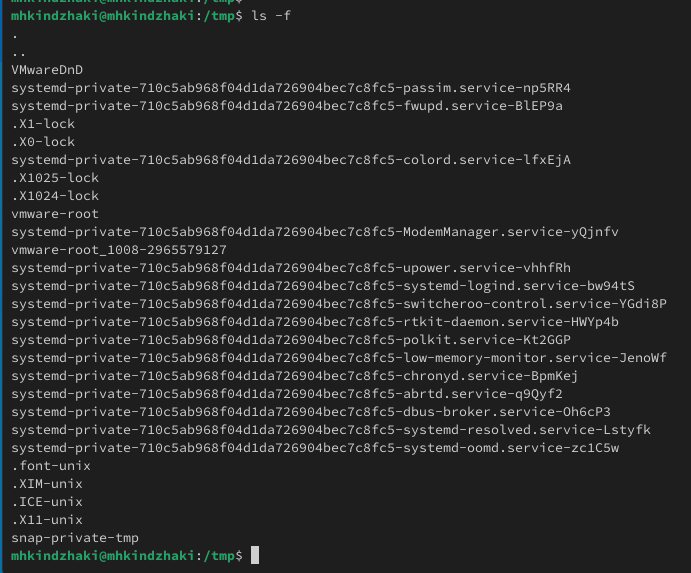 mhkindzhaki@mhkindzhaki:/tmp$
mhkindzhaki@mhkindzhaki:/tmp$ ls -f
.
..
VMwareDnD
systemd-private-710c5ab968f04d1da726904bec7c8fc5-passim.service-np5RR4
systemd-private-710c5ab968f04d1da726904bec7c8fc5-fwupd.service-BlEP9a
.X1-lock
.X0-lock
systemd-private-710c5ab968f04d1da726904bec7c8fc5-colord.service-lfxEjA
.X1025-lock
.X1024-lock
vmware-root
systemd-private-710c5ab968f04d1da726904bec7c8fc5-ModemManager.service-yQjnfv
vmware-root_1008-2965579127
systemd-private-710c5ab968f04d1da726904bec7c8fc5-upower.service-vhhfRh
systemd-private-710c5ab968f04d1da726904bec7c8fc5-systemd-logind.service-bw94tS
systemd-private-710c5ab968f04d1da726904bec7c8fc5-switcheroo-control.service-YGdi8P
systemd-private-710c5ab968f04d1da726904bec7c8fc5-rtkit-daemon.service-HWYp4b
systemd-private-710c5ab968f04d1da726904bec7c8fc5-polkit.service-Kt2GGP
systemd-private-710c5ab968f04d1da726904bec7c8fc5-low-memory-monitor.service-JenoWf
systemd-private-710c5ab968f04d1da726904bec7c8fc5-chronyd.service-BpmKej
systemd-private-710c5ab968f04d1da726904bec7c8fc5-abrtd.service-q9Qyf2
systemd-private-710c5ab968f04d1da726904bec7c8fc5-dbus-broker.service-Oh6cP3
systemd-private-710c5ab968f04d1da726904bec7c8fc5-systemd-resolved.service-Lstyfk
systemd-private-710c5ab968f04d1da726904bec7c8fc5-systemd-oomd.service-zc1C5w
.font-unix
.XIM-unix
.ICE-unix
.X11-unix
snap-private-tmp
mhkindzhaki@mhkindzhaki:/tmp$